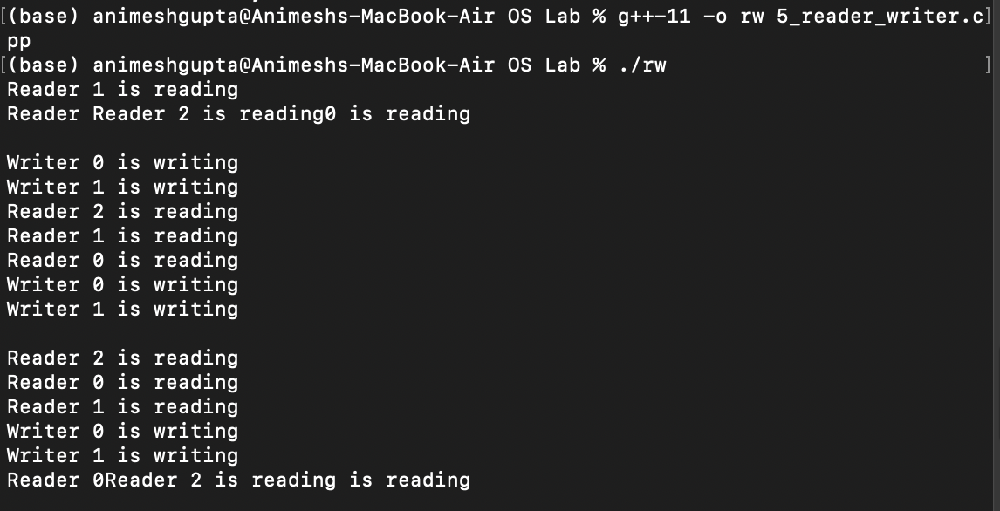 [(base) animeshgupta@Animeshs-MacBook-Air OS Lab % g++-11 -o rw 5_reader_writer.c]
pp
[(base) animeshgupta@Animeshs-MacBook-Air OS Lab % ./rw ]
Reader 1 is reading
Reader Reader 2 is reading0 is reading
Writer 0 is writing
Writer 1 is writing
Reader 2 is reading
Reader 1 is reading
Reader 0 is reading
Writer 0 is writing
Writer 1 is writing
Reader 2 is reading
Reader 0 is reading
Reader 1 is reading
Writer 0 is writing
Writer 1 is writing
Reader 0Reader 2 is reading is reading